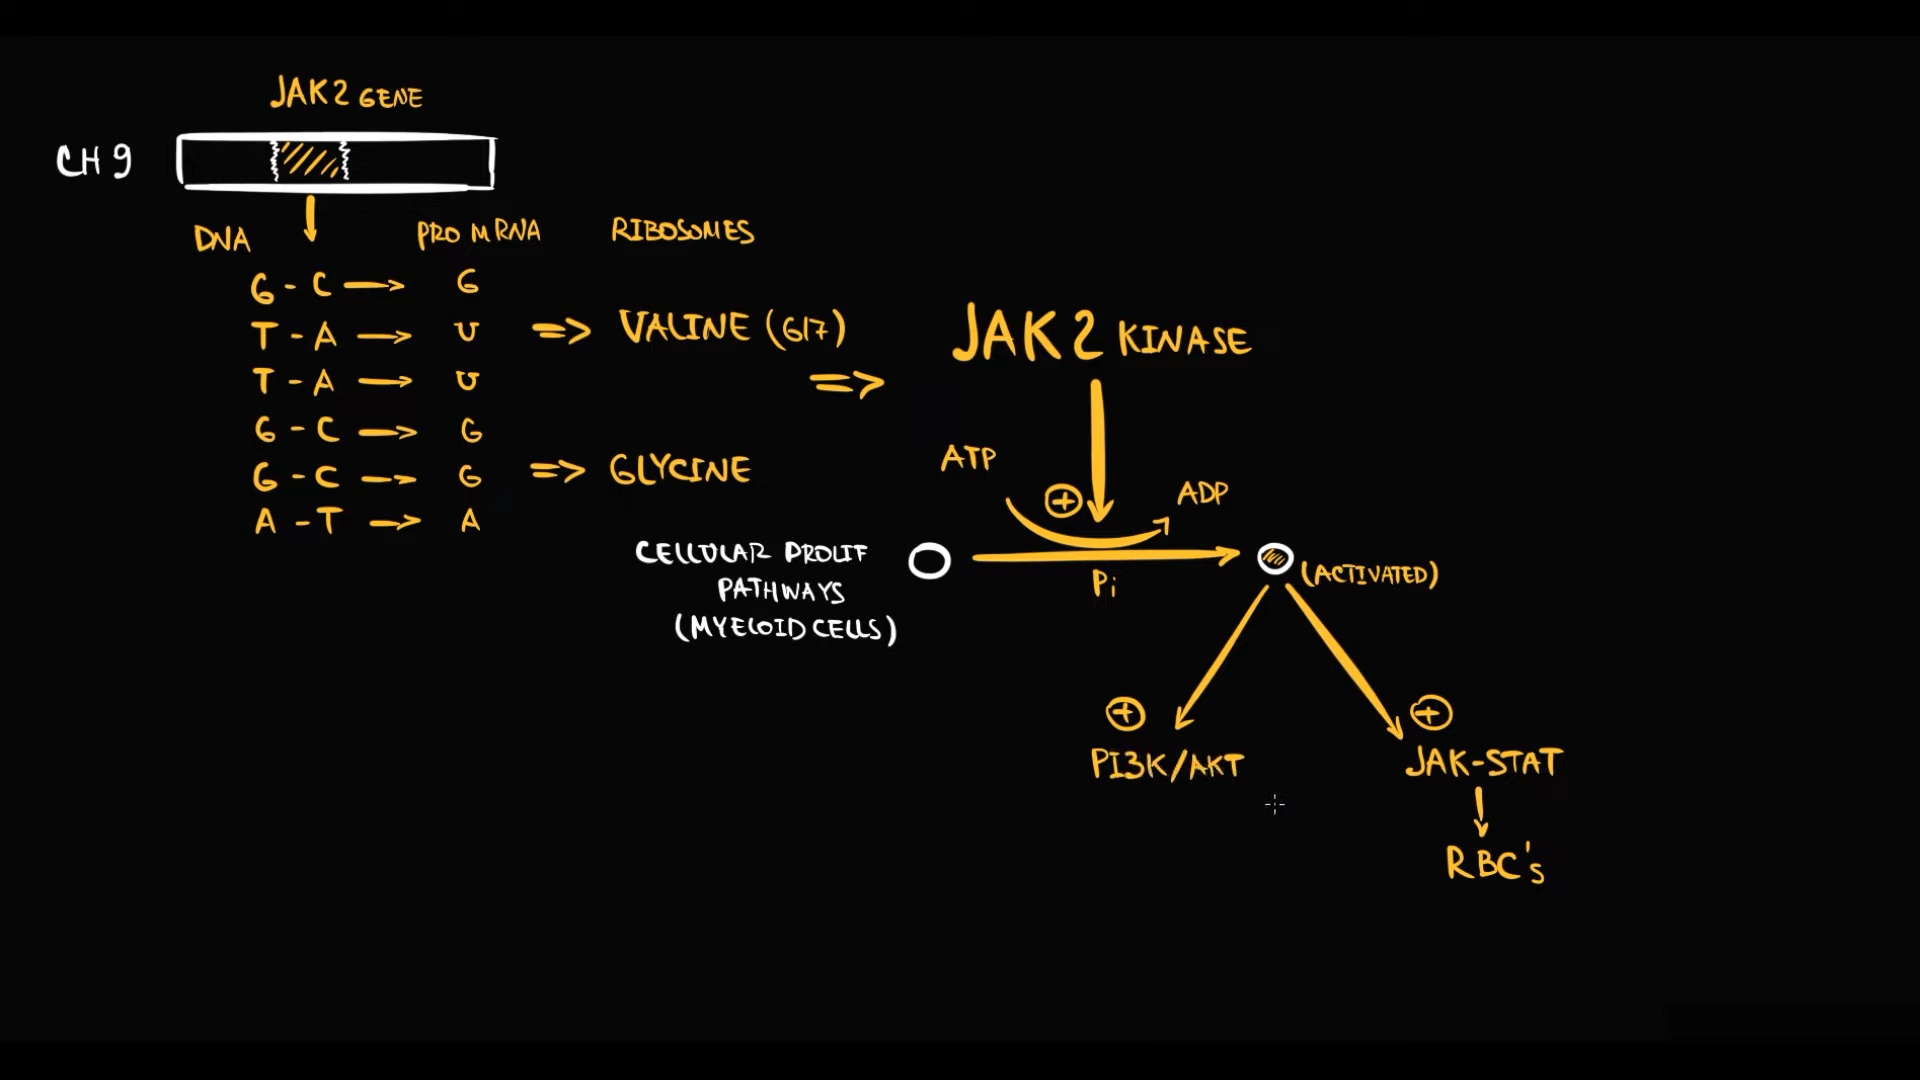 JAK2 GENE
CH 9
DNA PRO MRNA RIBOSOMES
G - C → G
T - A → U => VALINE (617)
T - A → U
G - C → G
G - C → G => GLYCINE
A - T → A
=> JAK2 KINASE
ATP
+ ADP
CELLULAR PROLIF
PATHWAYS
(MYELOID CELLS)
Pi
(ACTIVATED)
+ +
PI3K/AKT JAK-STAT
RBC's